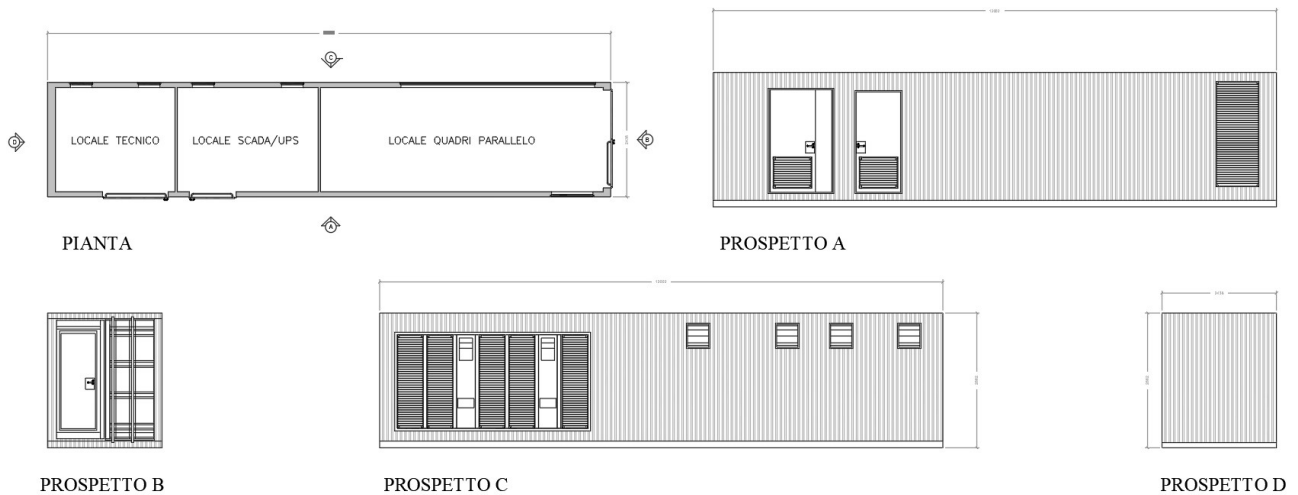 C
D
LOCALE TECNICO
LOCALE SCADA/UPS
LOCALE QUADRI PARALLELO
B
A
PIANTA
PROSPETTO A
PROSPETTO B
PROSPETTO C
PROSPETTO D